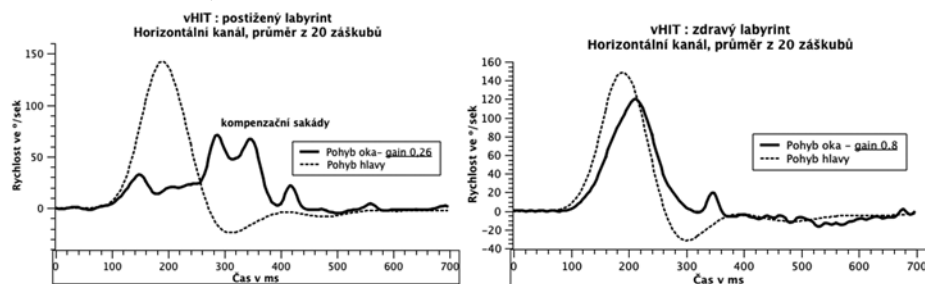 vHIT : postižený labyrint
Horizontální kanál, průměr z 20 záškubů
Rychlost ve °/sek
150
100
50
0
kompenzační sakády
Pohyb oka- gain 0,26
Pohyb hlavy
0 100 200 300 400 500 600 700
Čas v ms
vHIT : zdravý labyrint
Horizontální kanál, průměr z 20 záškubů
Rychlost ve °/sek
160
140
120
100
80
60
40
20
0
-20
-40
Pohyb oka - gain 0.8
Pohyb hlavy
0 100 200 300 400 500 600 700
Čas v ms